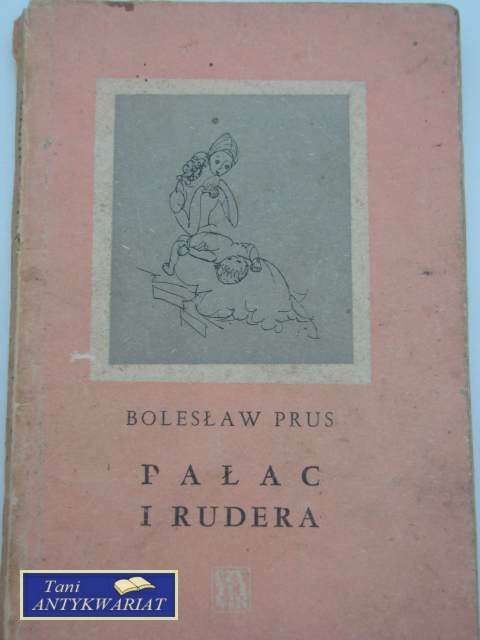 BOLESŁAW PRUS
PAŁAC
I RUDERA
Tani
ANTYKWARIAT